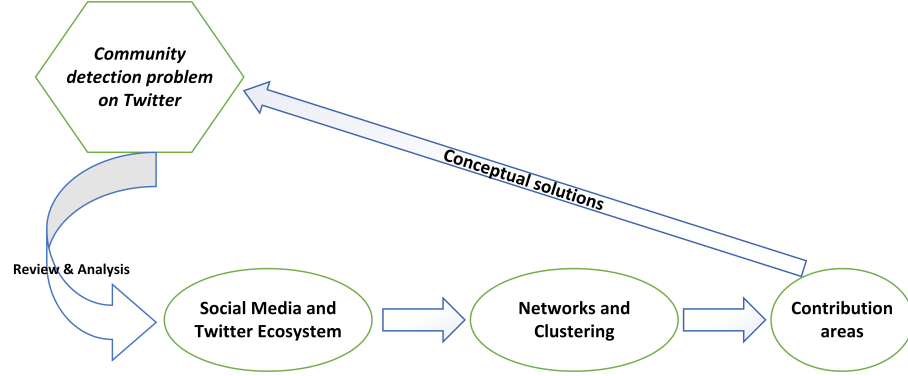 Community
detection problem
on Twitter
Conceptual solutions
Review & Analysis
Social Media and
Twitter Ecosystem
Networks and
Clustering
Contribution
areas